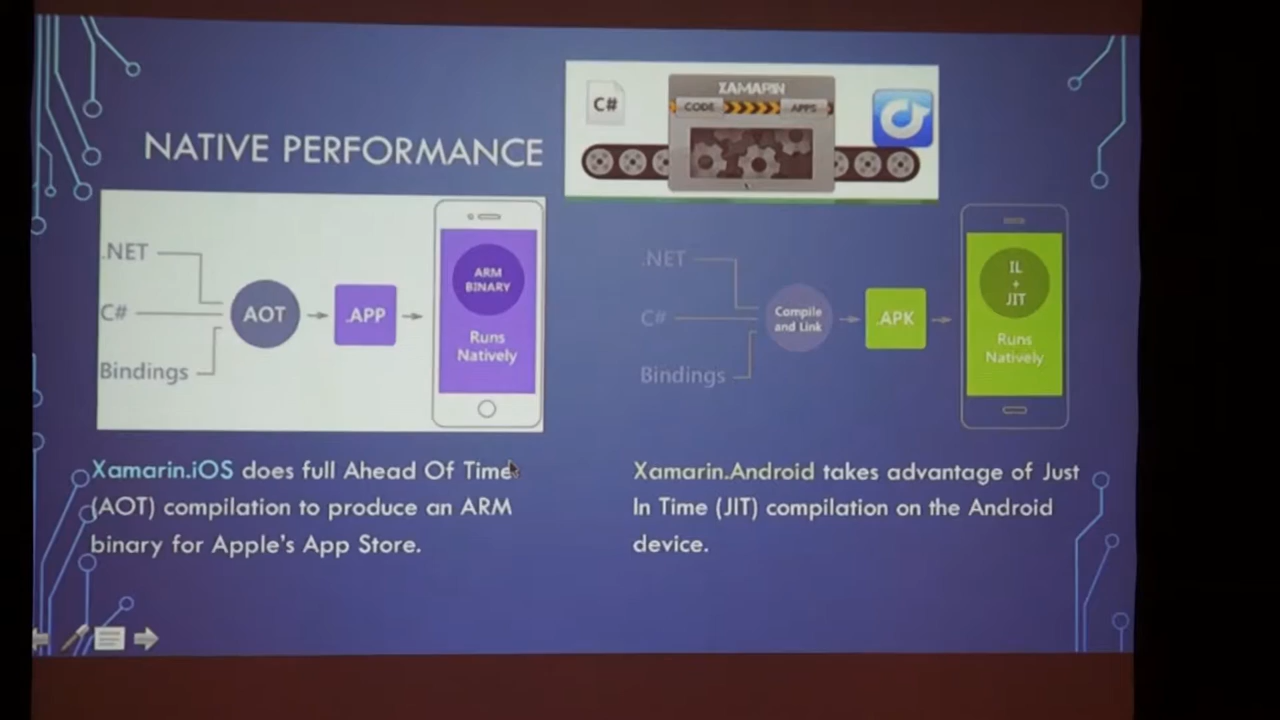 C#
XAMARIN
CODE
APPS
NATIVE PERFORMANCE
.NET
C#
Bindings
AOT
.APP
ARM
BINARY
Runs
Natively
.NET
C#
Bindings
Compile
and Link
.APK
IL
+
JIT
Runs
Natively
Xamarin.iOS does full Ahead Of Time
(AOT) compilation to produce an ARM
binary for Apple's App Store.
Xamarin.Android takes advantage of Just
In Time (JIT) compilation on the Android
device.